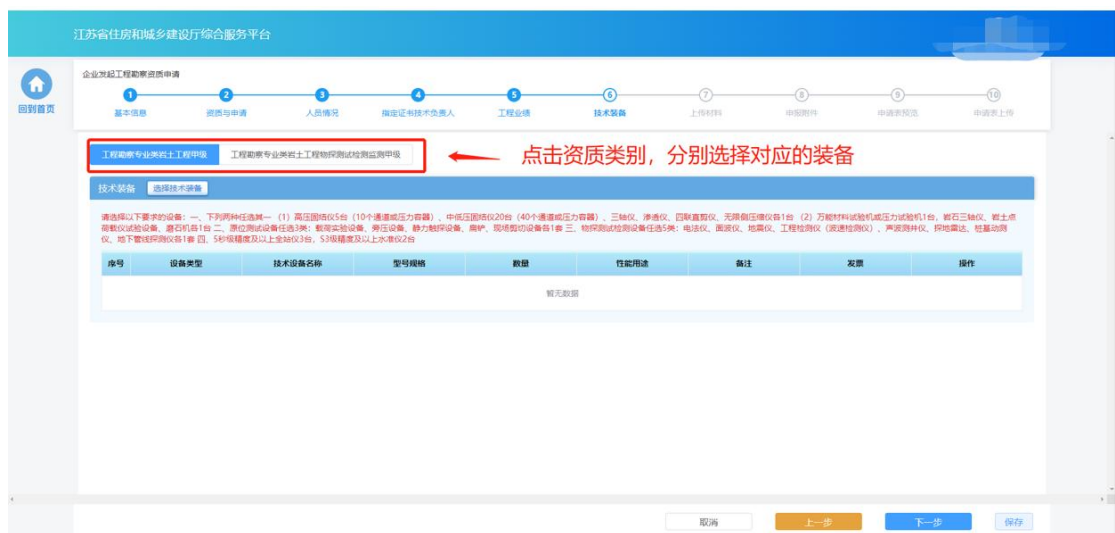 江苏省住房和城乡建设厅综合服务平台
回到首页
企业发起工程勘察资质申请
1 2 3 4 5 6 7 8 9 10
基本信息 资质与申请 人员情况 指定证书技术负责人 工程业绩 技术装备 上传材料 申报附件 申请表预览 申请表上传
工程勘察专业类岩土工程甲级 工程勘察专业类岩土工程物探测试检测监测甲级 点击资质类别，分别选择对应的装备
技术装备 选择技术装备
请选择以下要求的设备：一、下列两种任选其一 （1）高压固结仪5台（10个通道或压力容器）、中低压固结仪20台（40个通道或压力容器）、三轴仪、渗透仪、四联直剪仪、无限侧压缩仪各1台 （2）万能材料试验机或压力试验机1台，岩石三轴仪、岩土点
荷载仪试验设备、磨石机各1台 二、原位测试设备任选3类：载荷实验设备、旁压设备、静力触探设备、扁铲、现场剪切设备各1套 三、物探测试检测设备任选5类：电法仪、面波仪、地震仪、工程检测仪（波速检测仪）、声波测井仪、探地雷达、桩基动测
仪、地下管线探测仪各1套 四、5秒级精度及以上全站仪3台，S3级精度及以上水准仪2台
序号 设备类型 技术设备名称 型号规格 数量 性能用途 备注 发票 操作
暂无数据
取消 上一步 下一步 保存